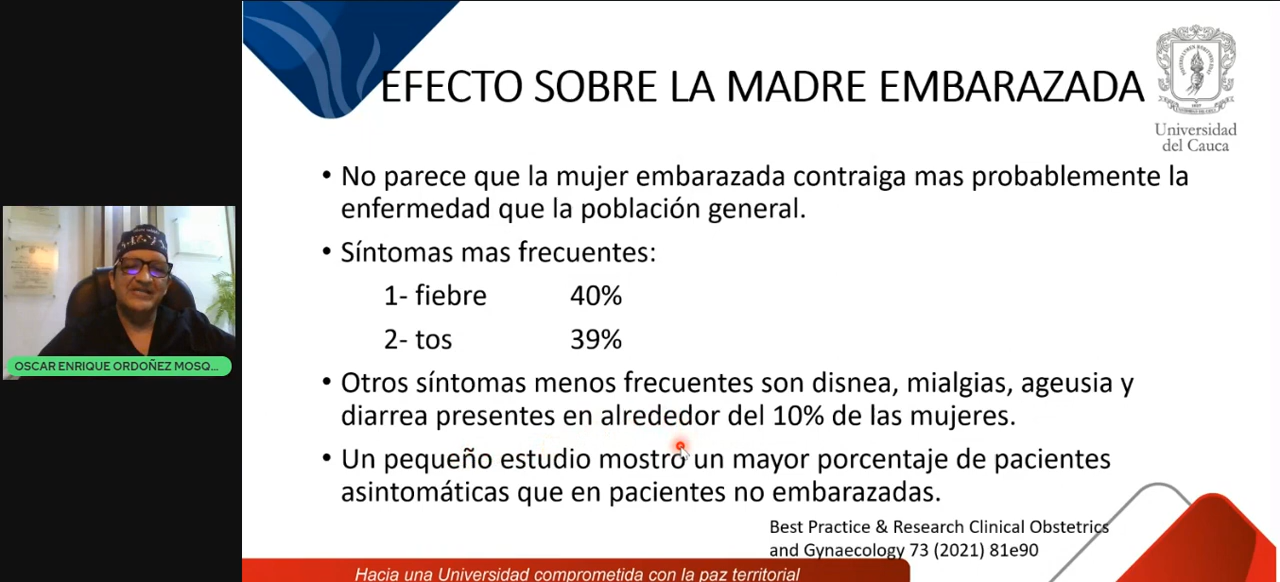 EFECTO SOBRE LA MADRE EMBARAZADA
Universidad
del Cauca
• No parece que la mujer embarazada contraiga mas probablemente la
enfermedad que la población general.
• Síntomas mas frecuentes:
1- fiebre 40%
2- tos 39%
• Otros síntomas menos frecuentes son disnea, mialgias, ageusia y
diarrea presentes en alrededor del 10% de las mujeres.
• Un pequeño estudio mostró un mayor porcentaje de pacientes
asintomáticas que en pacientes no embarazadas.
Best Practice & Research Clinical Obstetrics
and Gynaecology 73 (2021) 81e90
Hacia una Universidad comprometida con la paz territorial
OSCAR ENRIQUE ORDOÑEZ MOSQ...